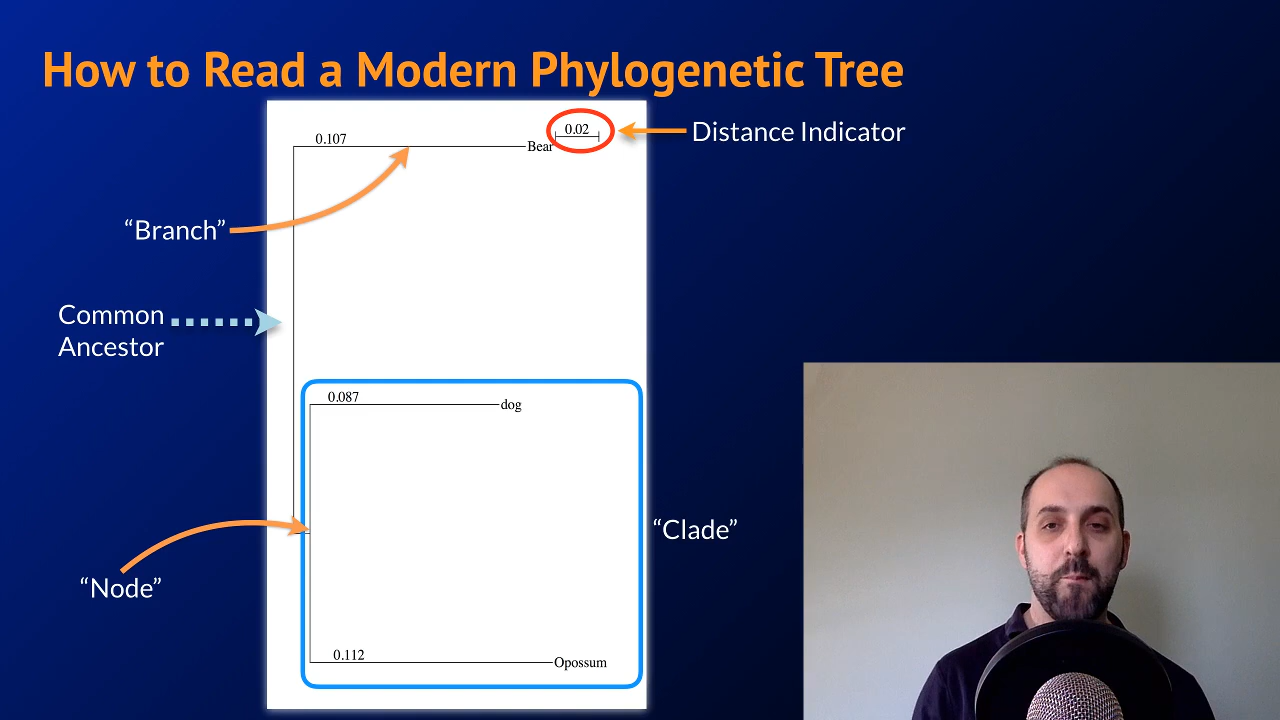 How to Read a Modern Phylogenetic Tree
0.02
Distance Indicator
0.107
Bear
“Branch”
Common
Ancestor
0.087
dog
“Clade”
“Node”
0.112
Opossum